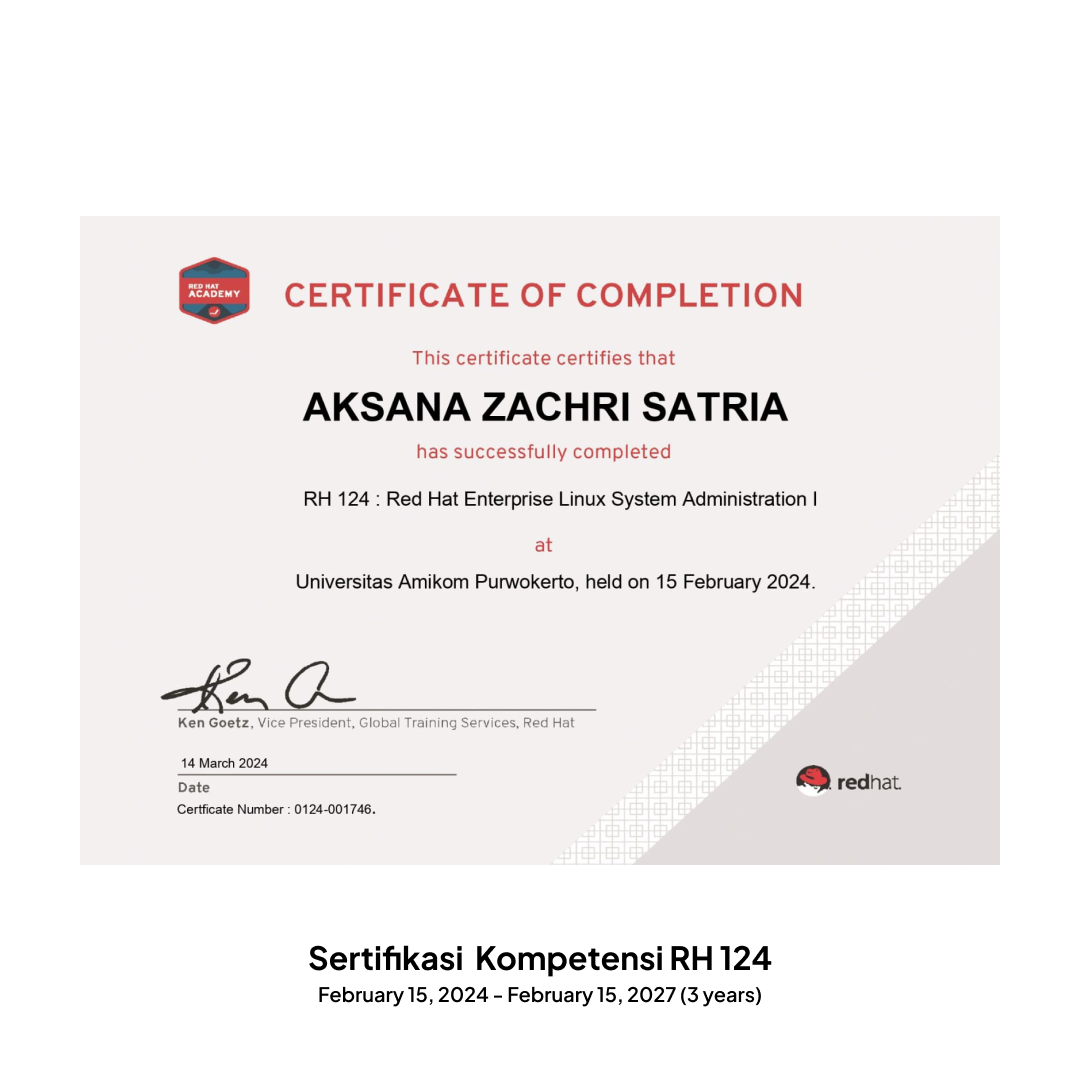 RED HAT
ACADEMY
CERTIFICATE OF COMPLETION
This certificate certifies that
AKSANA ZACHRI SATRIA
has successfully completed
RH 124 : Red Hat Enterprise Linux System Administration I
at
Universitas Amikom Purwokerto, held on 15 February 2024.
Ken Goetz, Vice President, Global Training Services, Red Hat
14 March 2024
Date
Certficate Number : 0124-001746.
redhat.
Sertifikasi Kompetensi RH 124
February 15, 2024 - February 15, 2027 (3 years)